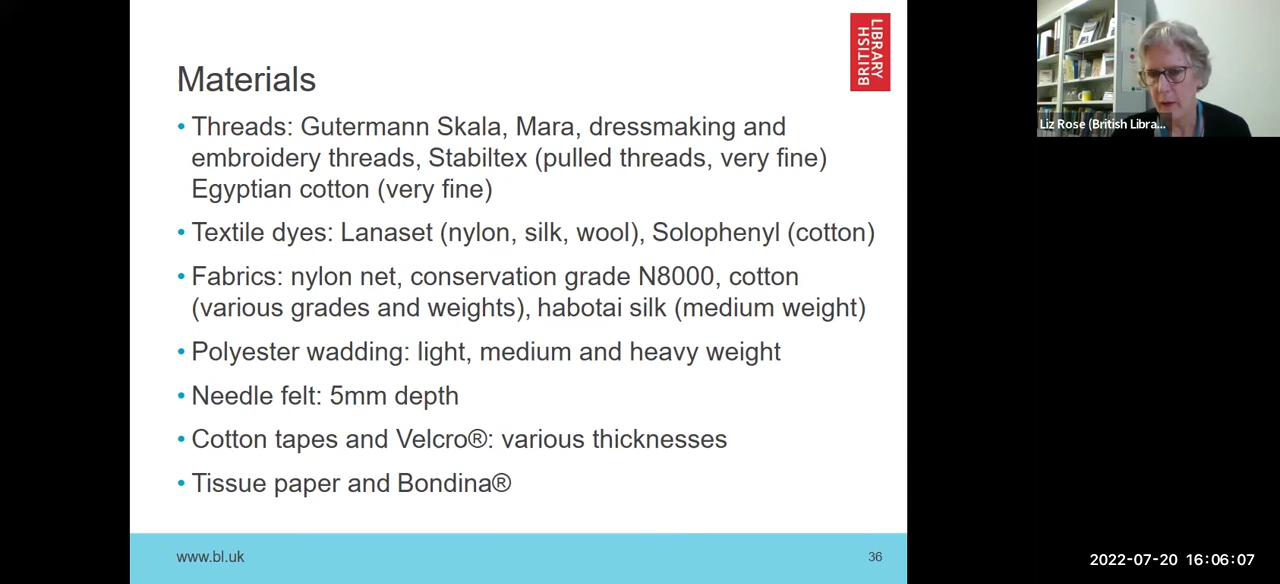 LIBRARY
BRITISH
Materials
• Threads: Gutermann Skala, Mara, dressmaking and
embroidery threads, Stabiltex (pulled threads, very fine)
Egyptian cotton (very fine)
• Textile dyes: Lanaset (nylon, silk, wool), Solophenyl (cotton)
• Fabrics: nylon net, conservation grade N8000, cotton
(various grades and weights), habotai silk (medium weight)
• Polyester wadding: light, medium and heavy weight
• Needle felt: 5mm depth
• Cotton tapes and Velcro®: various thicknesses
• Tissue paper and Bondina®
www.bl.uk
36
Liz Rose (British Libra...
2022-07-20 16:06:07